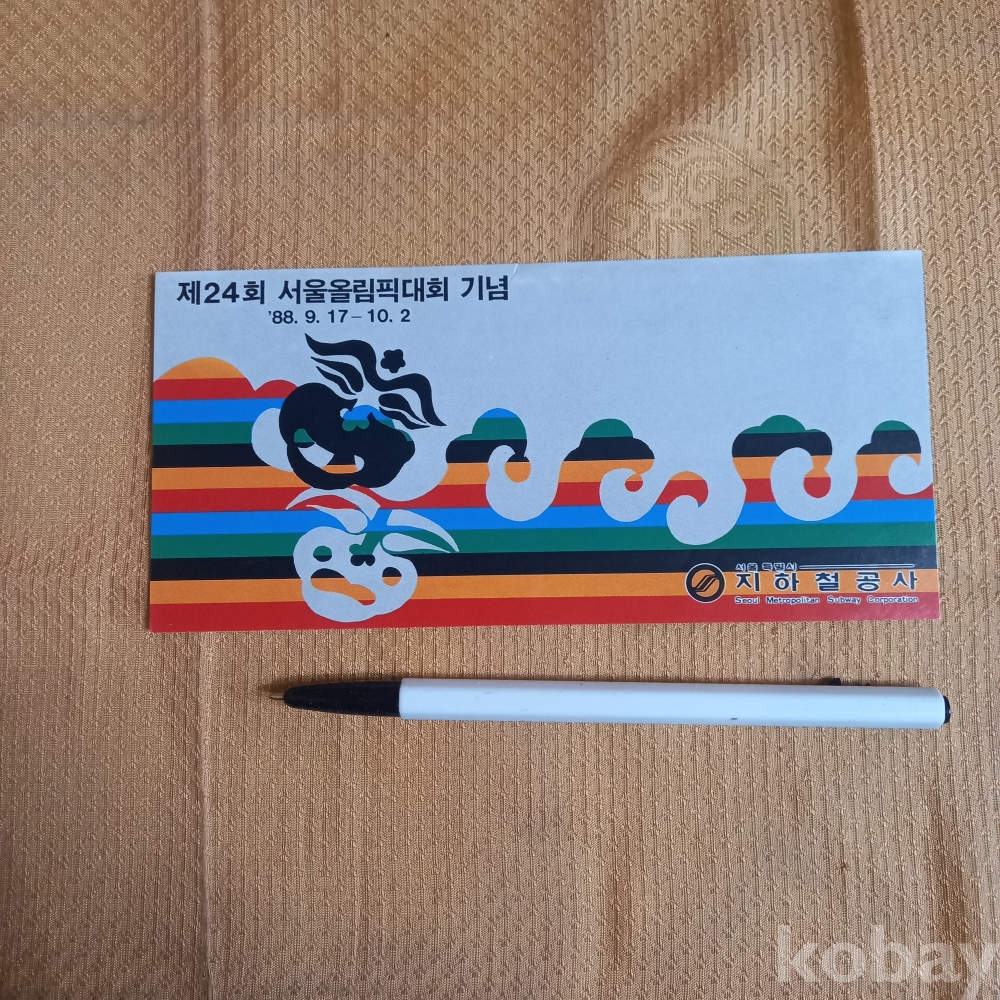 제24회 서울올림픽대회 기념
'88. 9. 17 – 10. 2
서울 특별시
지하철공사
Seoul Metropolitan Subway Corporation
kobay